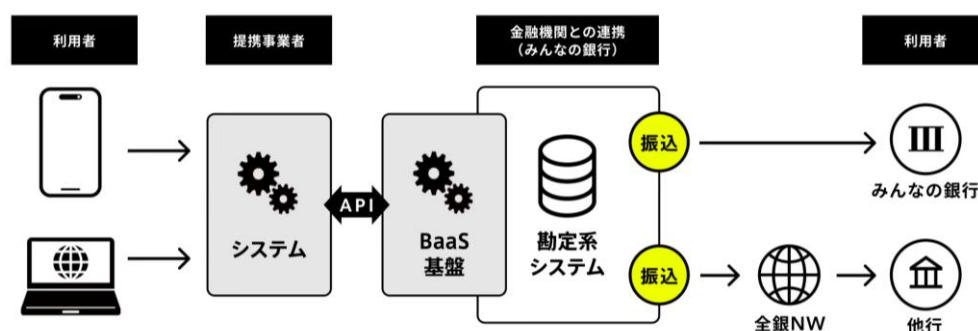 利用者
提携事業者
金融機関との連携
(みんなの銀行)
利用者
システム
API
BaaS
基盤
勘定系
システム
振込
振込
全銀NW
みんなの銀行
他行